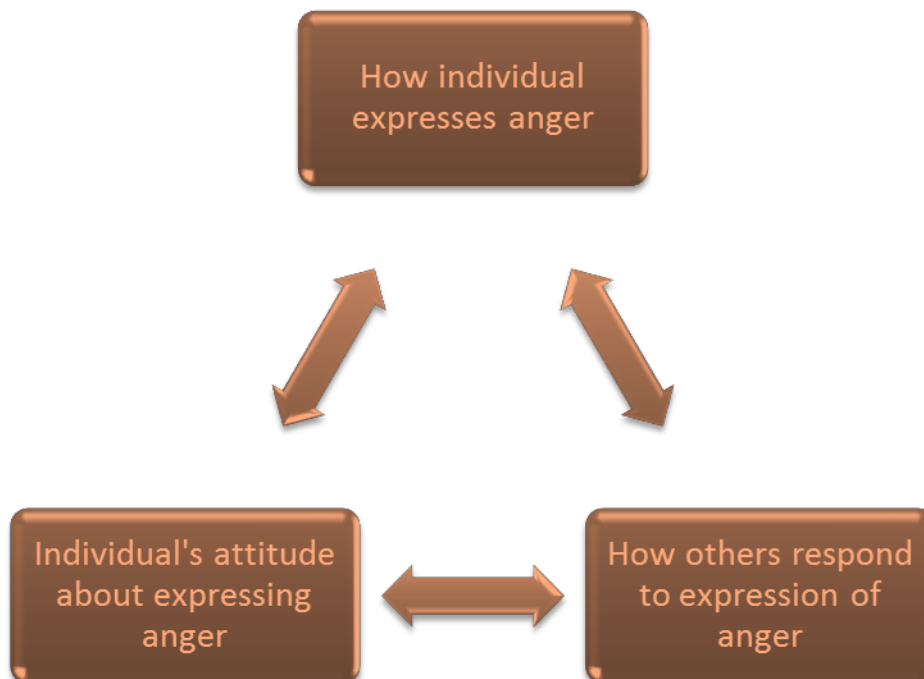 How individual
expresses anger
Individual's attitude
about expressing
anger
How others respond
to expression of
anger